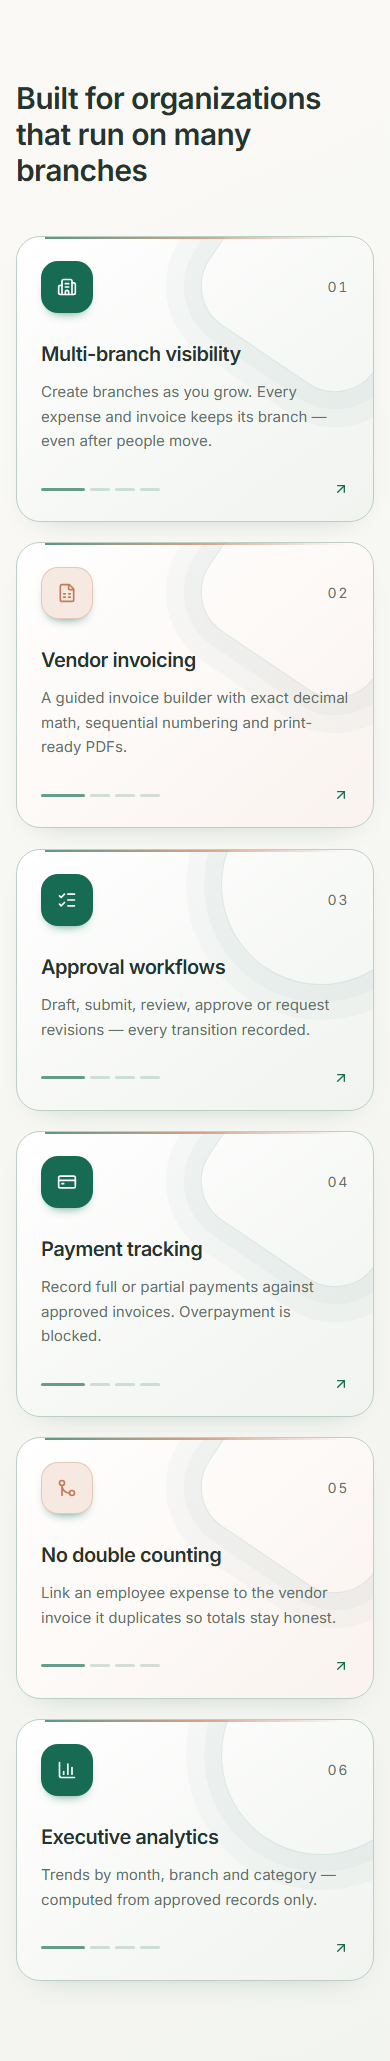 Built for organizations
that run on many
branches
01
Multi-branch visibility
Create branches as you grow. Every
expense and invoice keeps its branch —
even after people move.
02
Vendor invoicing
A guided invoice builder with exact decimal
math, sequential numbering and print-
ready PDFs.
03
Approval workflows
Draft, submit, review, approve or request
revisions — every transition recorded.
04
Payment tracking
Record full or partial payments against
approved invoices. Overpayment is
blocked.
05
No double counting
Link an employee expense to the vendor
invoice it duplicates so totals stay honest.
06
Executive analytics
Trends by month, branch and category —
computed from approved records only.